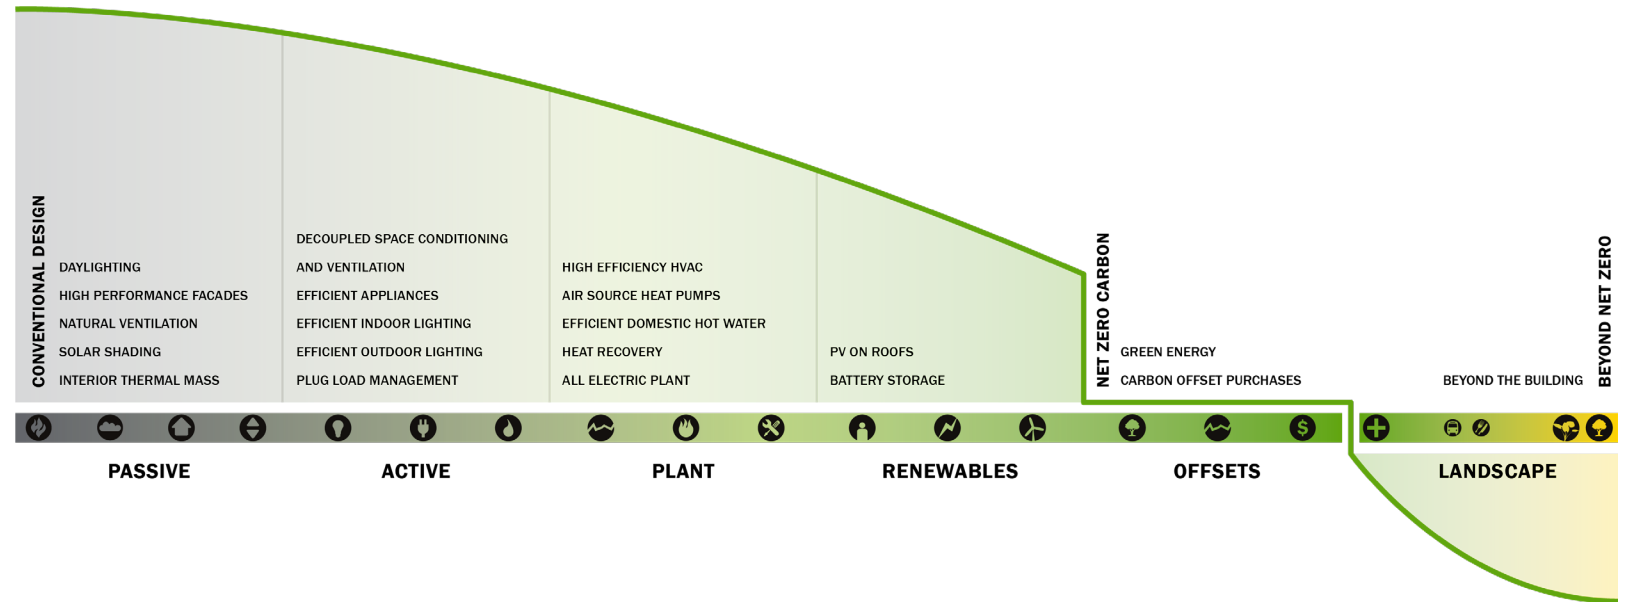 CONVENTIONAL DESIGN
DAYLIGHTING
HIGH PERFORMANCE FACADES
NATURAL VENTILATION
SOLAR SHADING
INTERIOR THERMAL MASS
DECOUPLED SPACE CONDITIONING
AND VENTILATION
EFFICIENT APPLIANCES
EFFICIENT INDOOR LIGHTING
EFFICIENT OUTDOOR LIGHTING
PLUG LOAD MANAGEMENT
HIGH EFFICIENCY HVAC
AIR SOURCE HEAT PUMPS
EFFICIENT DOMESTIC HOT WATER
HEAT RECOVERY
ALL ELECTRIC PLANT
PV ON ROOFS
BATTERY STORAGE
NET ZERO CARBON
GREEN ENERGY
CARBON OFFSET PURCHASES
BEYOND THE BUILDING
BEYOND NET ZERO
$
PASSIVE
ACTIVE
PLANT
RENEWABLES
OFFSETS
LANDSCAPE